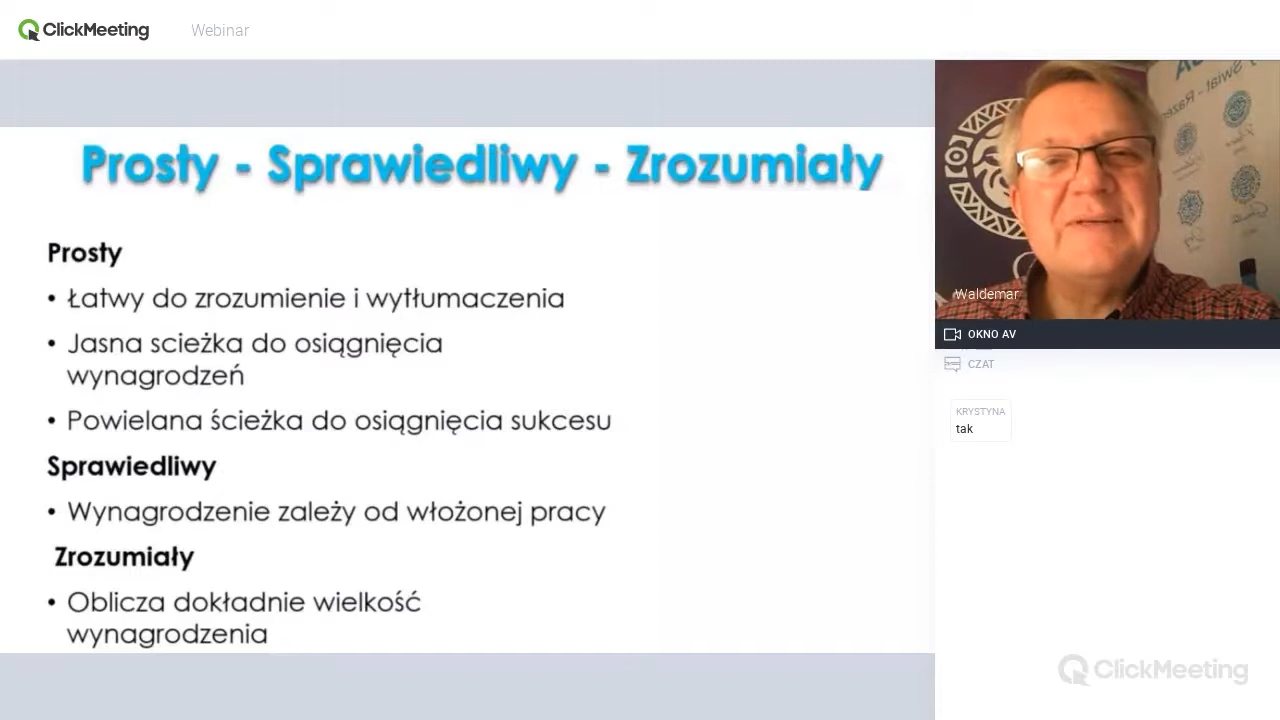 ClickMeeting
Webinar
Prosty - Sprawiedliwy - Zrozumiały
Prosty
• Łatwy do zrozumienie i wytłumaczenia
• Jasna scieżka do osiągnięcia
wynagrodzeń
• Powielana ścieżka do osiągnięcia sukcesu
Sprawiedliwy
• Wynagrodzenie zależy od włożonej pracy
Zrozumiały
• Oblicza dokładnie wielkość
wynagrodzenia
Waldemar
OKNO AV
CZAT
KRYSTYNA
tak
ClickMeeting